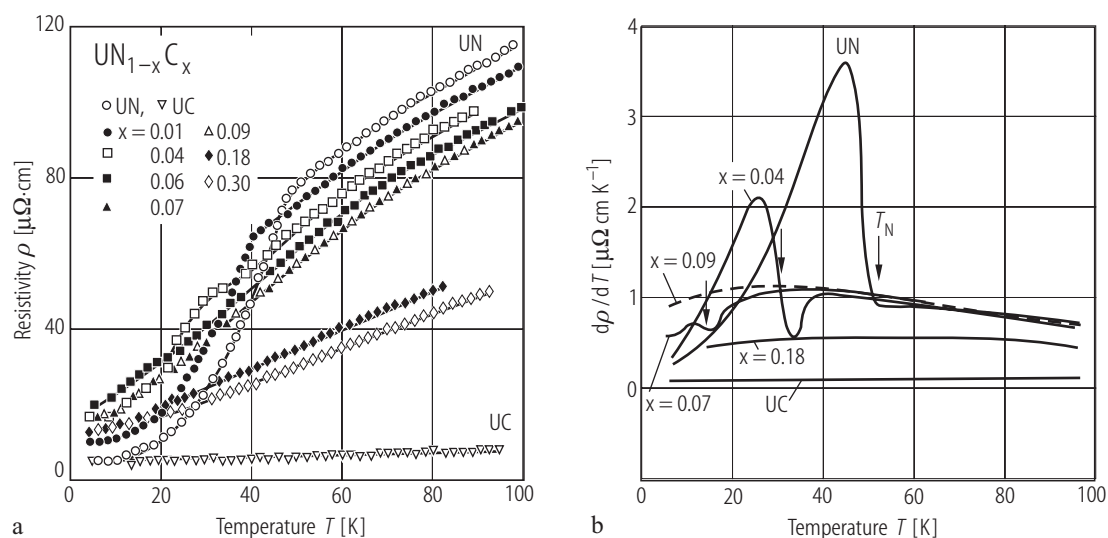 120
80
40
0
0
20
40
60
80
100
Resistivity ρ [μΩ·cm]
Temperature T [K]
UN₁₋ₓCₓ
UN, UC
x = 0.01
0.04
0.06
0.07
0.09
0.18
0.30
UN
UC
a
4
3
2
1
0
4
0
20
40
60
80
100
dρ/dT [μΩ cm K⁻¹]
Temperature T [K]
UN
x = 0.04
T_N
x = 0.09
x = 0.18
x = 0.07
UC
b